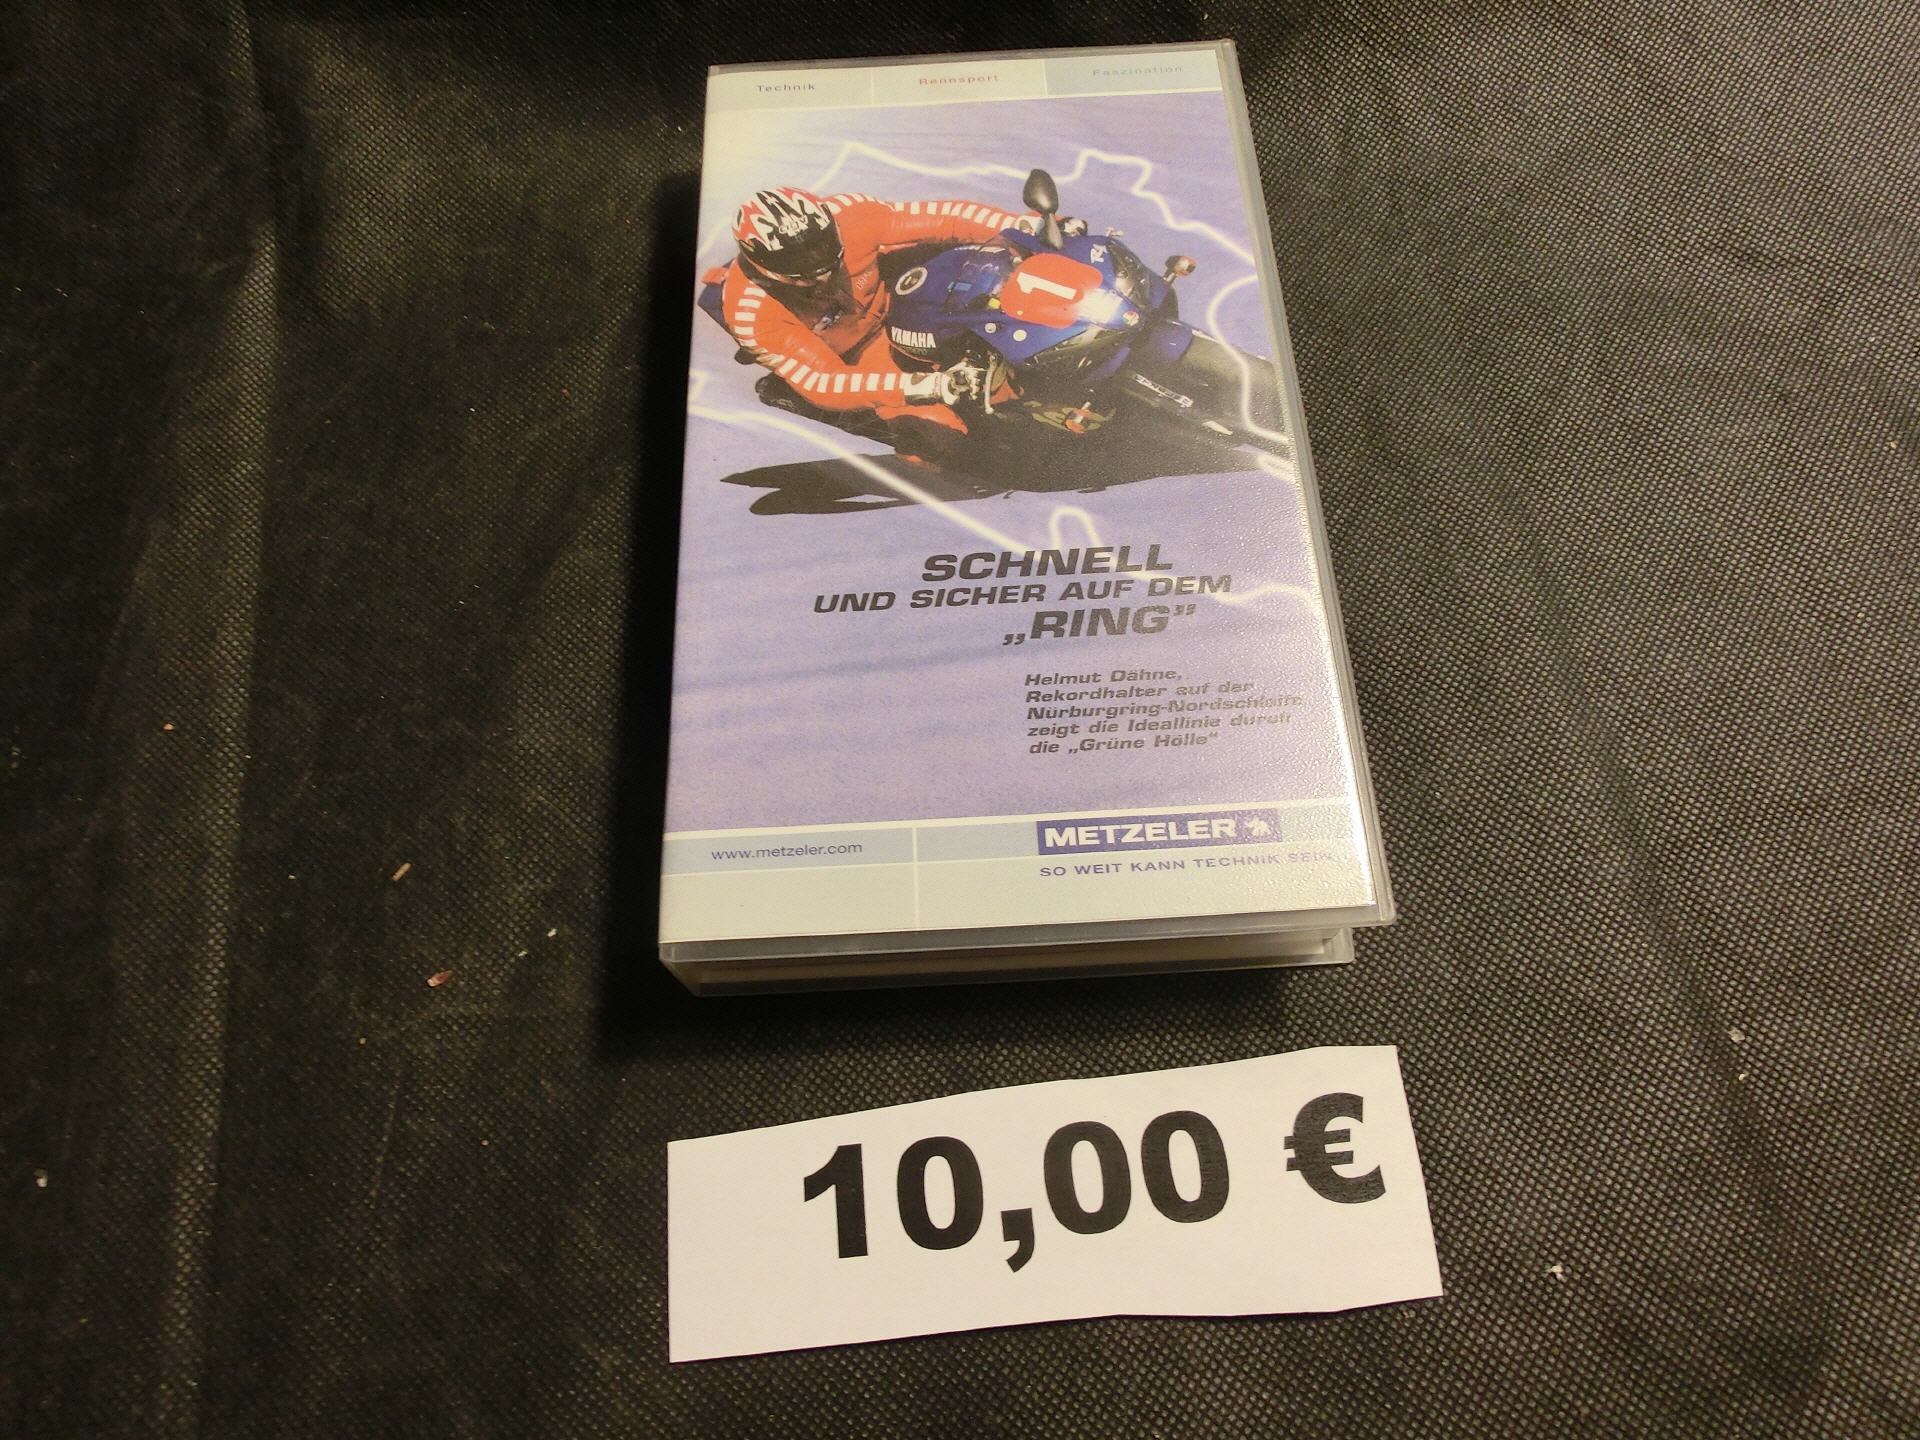 Technik
Rennsport
Faszination
1
R1
YAMAHA
SCHNELL
UND SICHER AUF DEM
„RING”
Helmut Dähne,
Rekordhalter auf der
Nürburgring-Nordschleife
zeigt die Ideallinie durch
die „Grüne Hölle“
www.metzeler.com
METZELER
SO WEIT KANN TECHNIK SEIN.
10,00 €